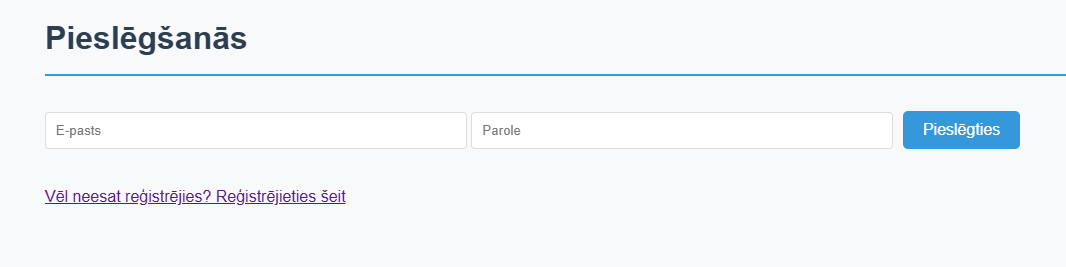 Pieslēgšanās
E-pasts Parole Pieslēgties
Vēl neesat reģistrējies? Reģistrējieties šeit